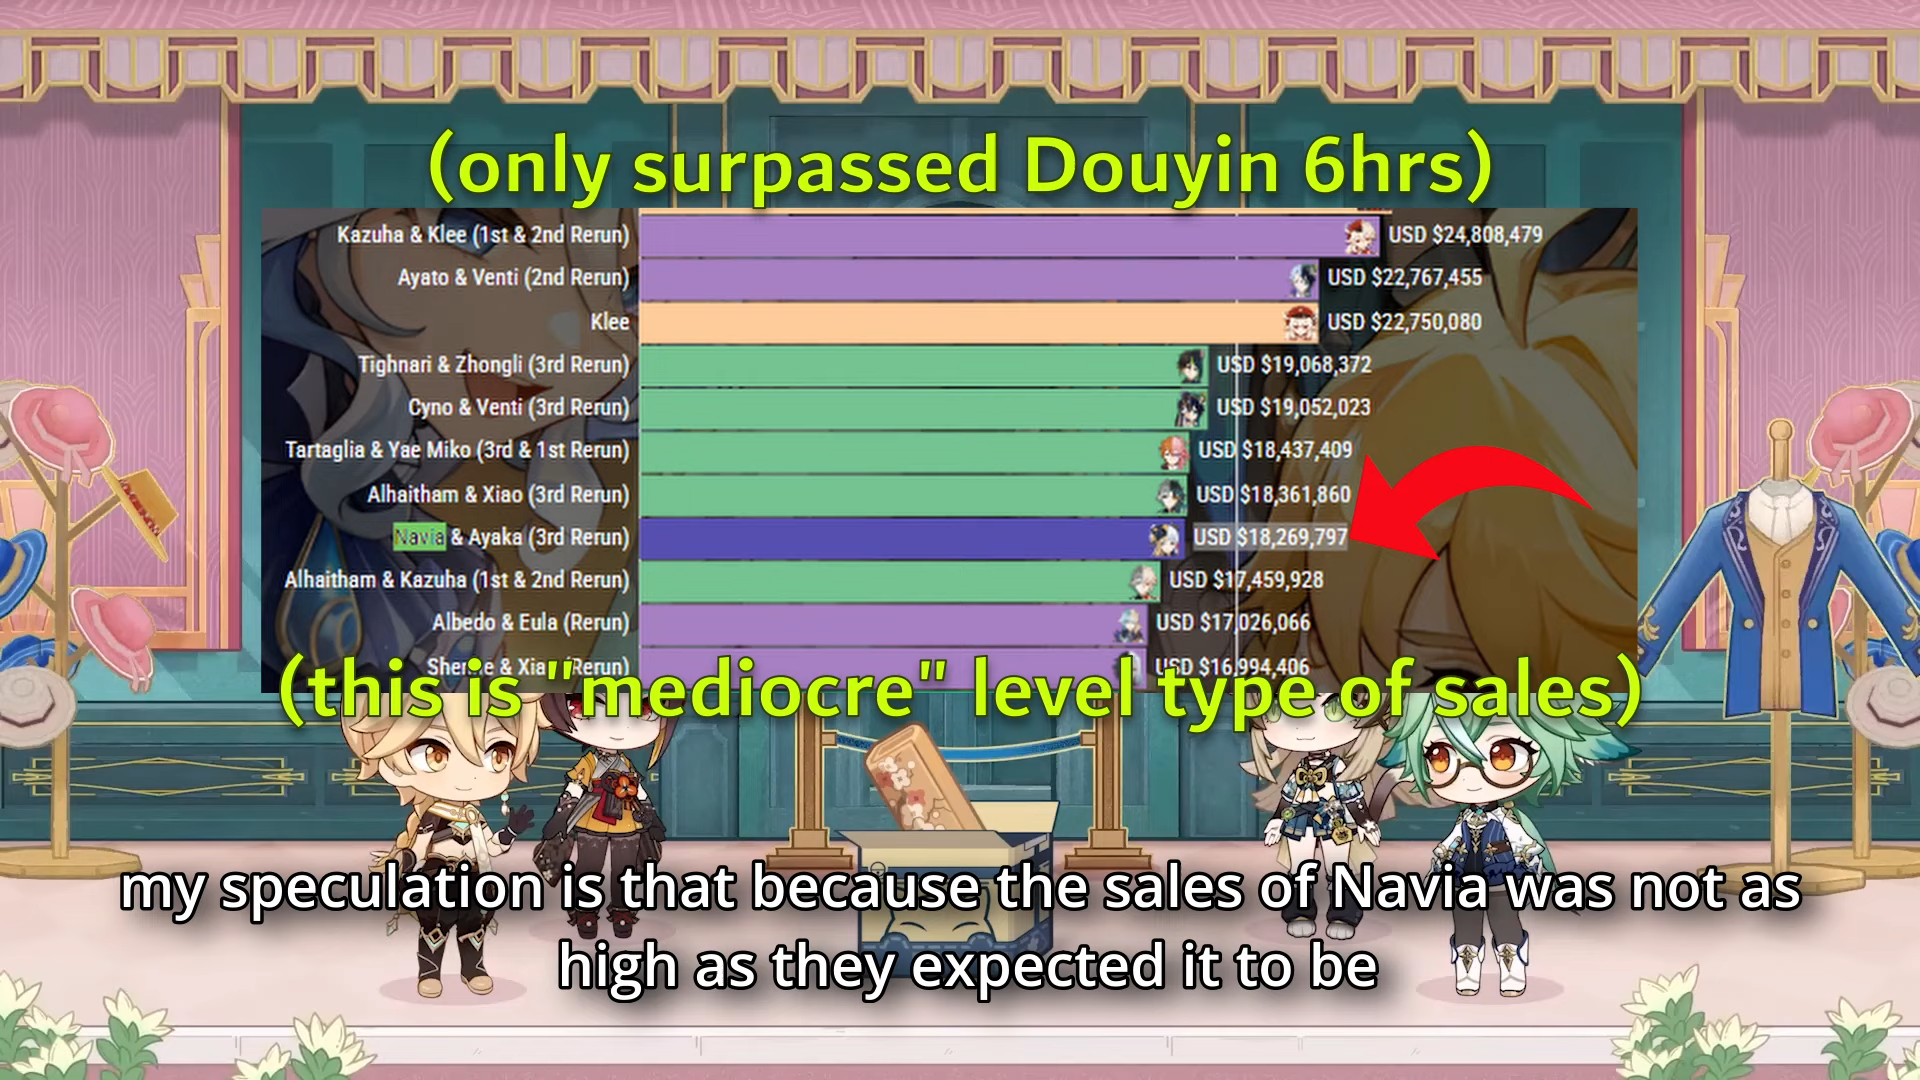 (only surpassed Douyin 6hrs)
Kazuha & Klee (1st & 2nd Rerun) USD $24,808,479
Ayato & Venti (2nd Rerun) USD $22,767,455
Klee USD $22,750,080
Tighnari & Zhongli (3rd Rerun) USD $19,068,372
Cyno & Venti (3rd Rerun) USD $19,052,023
Tartaglia & Yae Miko (3rd & 1st Rerun) USD $18,437,409
Alhaitham & Xiao (3rd Rerun) USD $18,361,860
Navia & Ayaka (3rd Rerun) USD $18,269,797
Alhaitham & Kazuha (1st & 2nd Rerun) USD $17,459,928
Albedo & Eula (Rerun) USD $17,026,066
& (Rerun) USD $16,994,406
(this is "mediocre" level type of sales)
my speculation is that because the sales of Navia was not as
high as they expected it to be